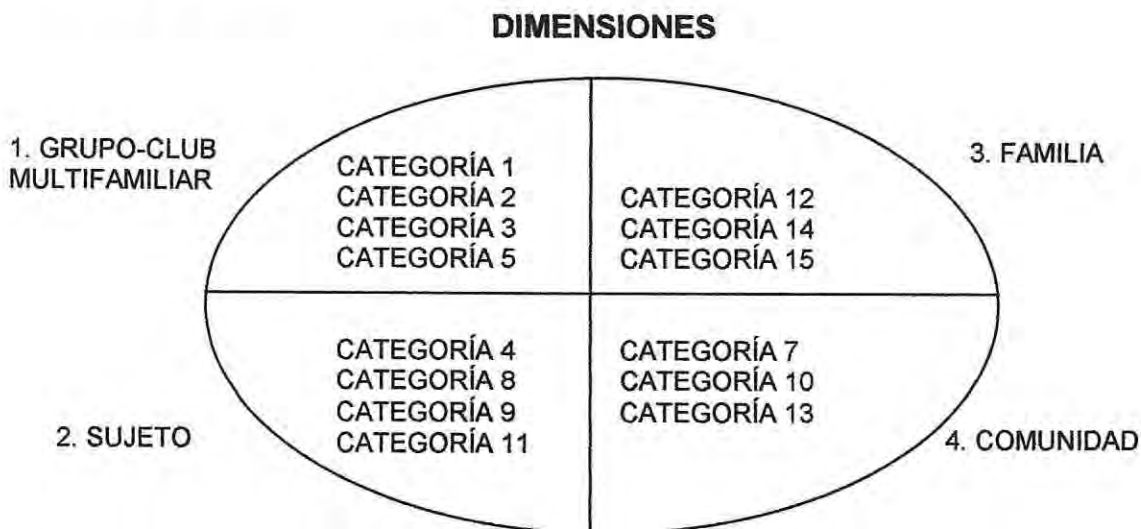 DIMENSIONES
1. GRUPO-CLUB
MULTIFAMILIAR
CATEGORÍA 1
CATEGORÍA 2
CATEGORÍA 3
CATEGORÍA 5
3. FAMILIA
CATEGORÍA 12
CATEGORÍA 14
CATEGORÍA 15
2. SUJETO
CATEGORÍA 4
CATEGORÍA 8
CATEGORÍA 9
CATEGORÍA 11
CATEGORÍA 7
CATEGORÍA 10
CATEGORÍA 13
4. COMUNIDAD